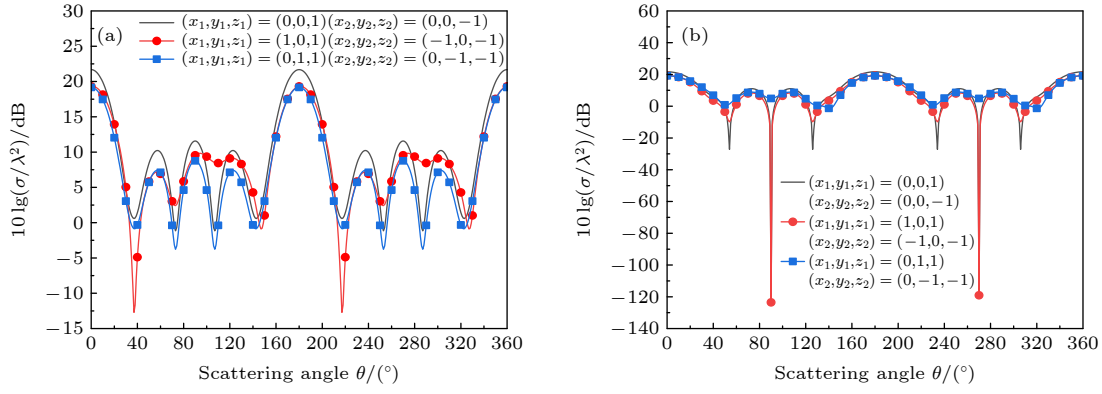 (a)
(x₁,y₁,z₁)=(0,0,1)(x₂,y₂,z₂)=(0,0,-1)
(x₁,y₁,z₁)=(1,0,1)(x₂,y₂,z₂)=(-1,0,-1)
(x₁,y₁,z₁)=(0,1,1)(x₂,y₂,z₂)=(0,-1,-1)
10 lg(σ/λ²)/dB
30
25
20
15
10
5
0
-5
-10
-15
0 40 80 120 160 200 240 280 320 360
Scattering angle θ/(°)
(b)
10 lg(σ/λ²)/dB
60
40
20
0
-20
-40
-60
-80
-100
-120
-140
(x₁,y₁,z₁)=(0,0,1)
(x₂,y₂,z₂)=(0,0,-1)
(x₁,y₁,z₁)=(1,0,1)
(x₂,y₂,z₂)=(-1,0,-1)
(x₁,y₁,z₁)=(0,1,1)
(x₂,y₂,z₂)=(0,-1,-1)
0 40 80 120 160 200 240 280 320 360
Scattering angle θ/(°)